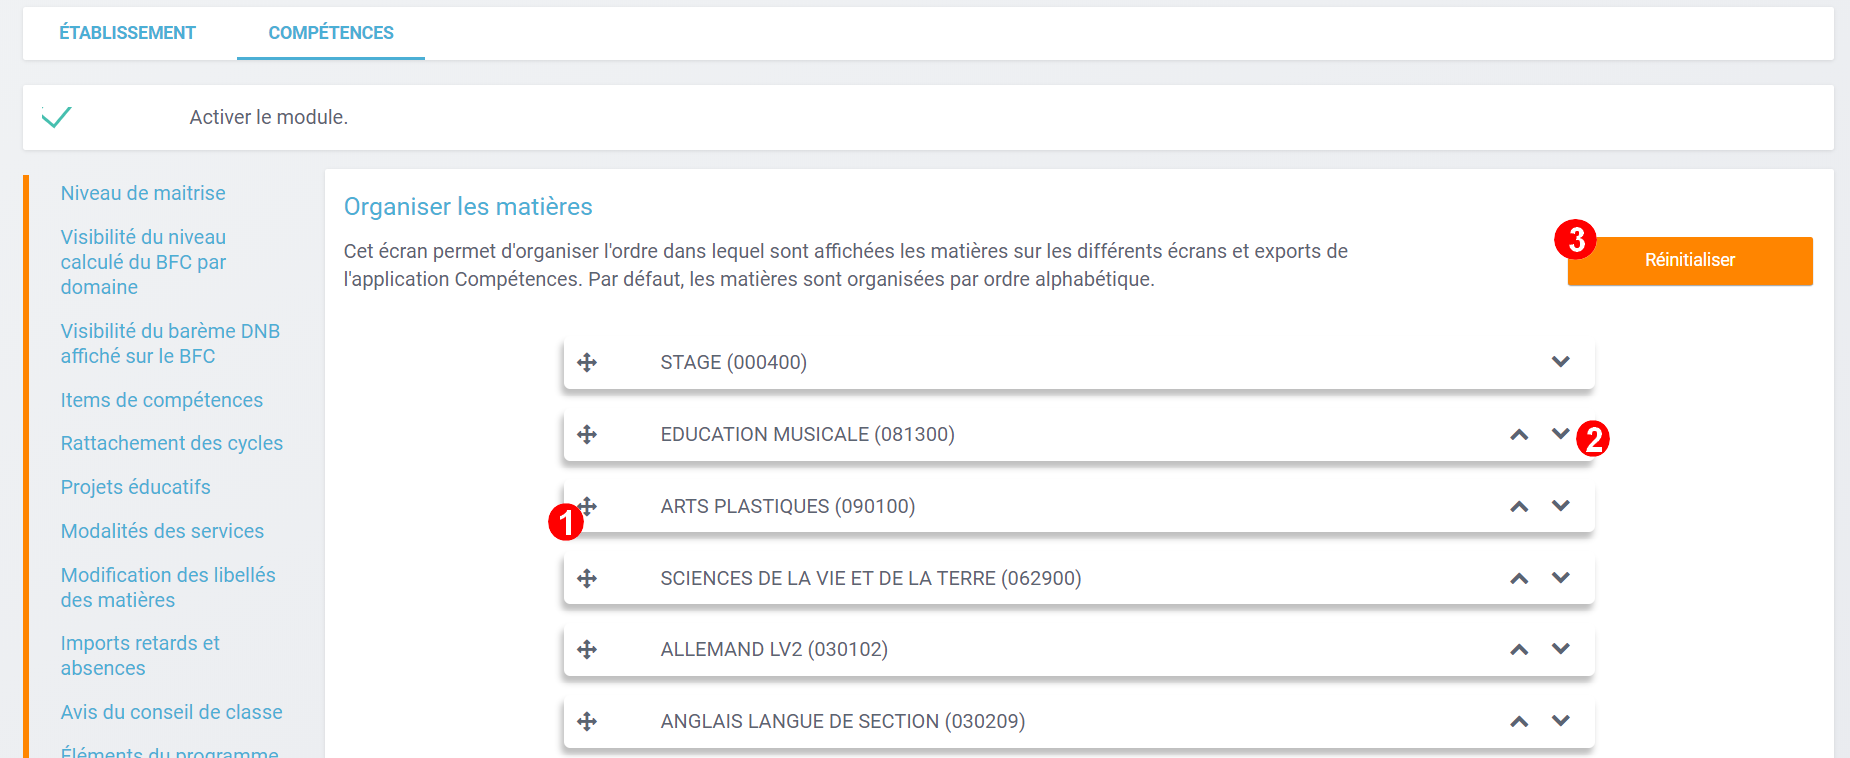 ÉTABLISSEMENT
COMPÉTENCES
Activer le module.
Niveau de maitrise
Visibilité du niveau
calculé du BFC par
domaine
Visibilité du barème DNB
affiché sur le BFC
Items de compétences
Rattachement des cycles
Projets éducatifs
Modalités des services
Modification des libellés
des matières
Imports retards et
absences
Avis du conseil de classe
Éléments du programme
Organiser les matières
Cet écran permet d'organiser l'ordre dans lequel sont affichées les matières sur les différents écrans et exports de
l'application Compétences. Par défaut, les matières sont organisées par ordre alphabétique.
3
Réinitialiser
STAGE (000400)
EDUCATION MUSICALE (081300)
2
ARTS PLASTIQUES (090100)
1
SCIENCES DE LA VIE ET DE LA TERRE (062900)
ALLEMAND LV2 (030102)
ANGLAIS LANGUE DE SECTION (030209)